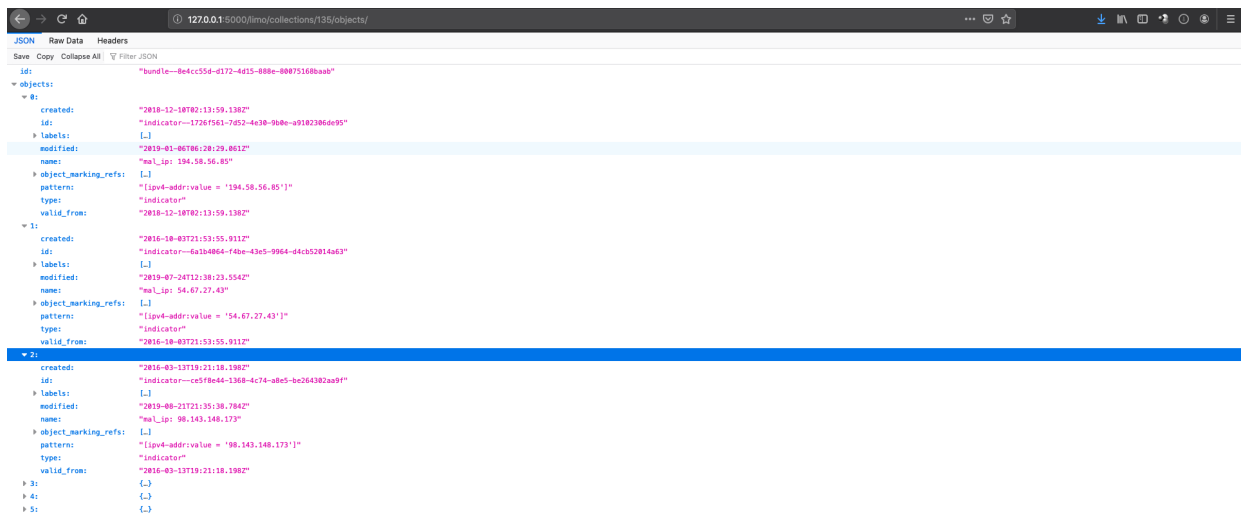 127.0.0.1:5000/limo/collections/135/objects/
JSON Raw Data Headers
Save Copy Collapse All Filter JSON
id: "bundle--8e4cc55d-d172-4d15-888e-80075168baab"
objects:
0:
created: "2018-12-10T02:13:59.138Z"
id: "indicator--1726f561-7d52-4e30-9b0e-a9102306de95"
labels: […]
modified: "2019-01-06T06:20:29.061Z"
name: "mal_ip: 194.58.56.85"
object_marking_refs: […]
pattern: "[ipv4-addr:value = '194.58.56.85']"
type: "indicator"
valid_from: "2018-12-10T02:13:59.138Z"
1:
created: "2016-10-03T21:53:55.911Z"
id: "indicator--6a1b4064-f4be-43e5-9964-d4cb52014a63"
labels: […]
modified: "2019-07-24T12:38:23.554Z"
name: "mal_ip: 54.67.27.43"
object_marking_refs: […]
pattern: "[ipv4-addr:value = '54.67.27.43']"
type: "indicator"
valid_from: "2016-10-03T21:53:55.911Z"
2:
created: "2016-03-13T19:21:18.198Z"
id: "indicator--ce5f8e44-1368-4c74-a8e5-be264302aa9f"
labels: […]
modified: "2019-08-21T21:35:38.784Z"
name: "mal_ip: 98.143.148.173"
object_marking_refs: […]
pattern: "[ipv4-addr:value = '98.143.148.173']"
type: "indicator"
valid_from: "2016-03-13T19:21:18.198Z"
3: {…}
4: {…}
5: {…}